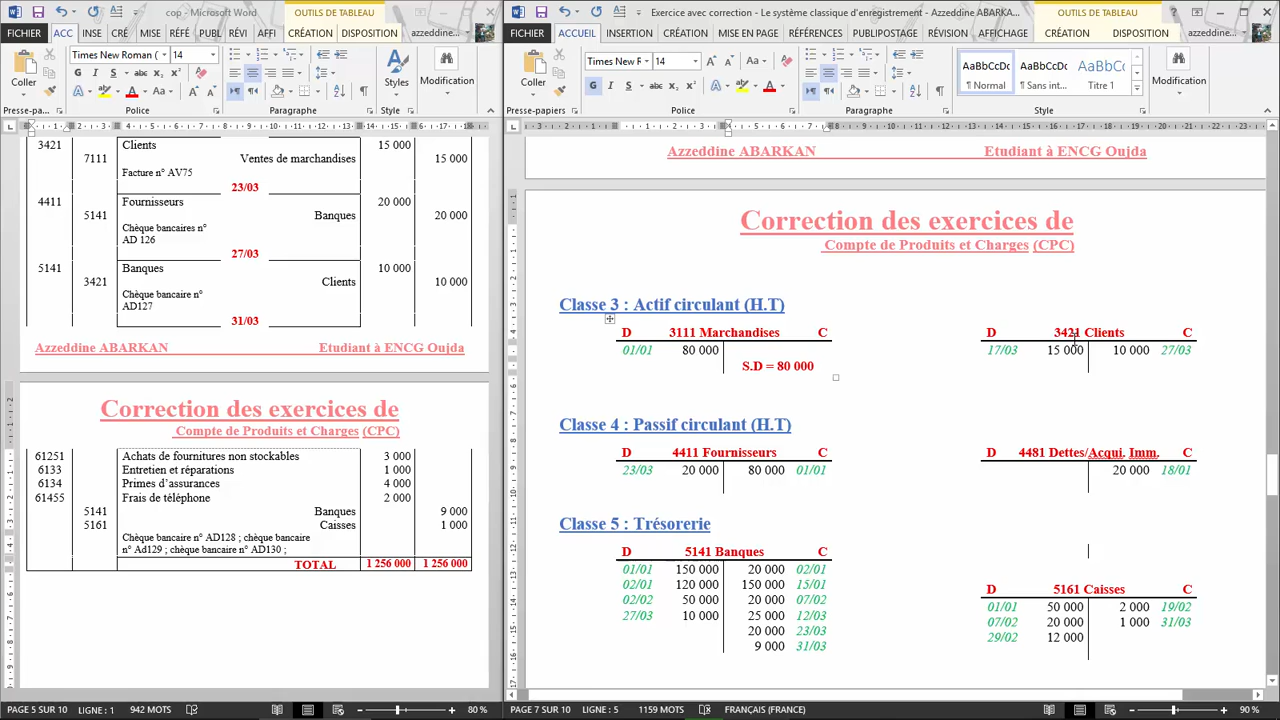 cop - Microsoft Word
OUTILS DE TABLEAU
FICHIER ACC INSE CRÉ MISE RÉFÉ PUBL RÉVI AFFI CRÉATION DISPOSITION azzeddine...
Coller
Times New Roman ( 14
Modification
Style
Presse-pa... Police Paragraphe Style
3421 Clients 15 000
7111 Ventes de marchandises 15 000
Facture n° AV75
23/03
4411 Fournisseurs 20 000
5141 Banques 20 000
Chèque bancaires n°
AD 126
27/03
5141 Banques 10 000
3421 Clients 10 000
Chèque bancaire n°
AD127
31/03
Azzeddine ABARKAN Etudiant à ENCG Oujda
Correction des exercices de
Compte de Produits et Charges (CPC)
61251 Achats de fournitures non stockables 3 000
6133 Entretien et réparations 1 000
6134 Primes d’assurances 4 000
61455 Frais de téléphone 2 000
5141 Banques 9 000
5161 Caisses 1 000
Chèque bancaire n° AD128 ; chèque bancaire
n° Ad129 ; chèque bancaire n° AD130 ;
TOTAL 1 256 000 1 256 000
PAGE 5 SUR 10 LIGNE : 1 942 MOTS 80 %
Exercice avec correction - Le système classique d'enregistrement - Azzeddine ABARKA...
OUTILS DE TABLEAU
FICHIER ACCUEIL INSERTION CRÉATION MISE EN PAGE RÉFÉRENCES PUBLIPOSTAGE RÉVISION AFFICHAGE CRÉATION DISPOSITION azzeddine...
Coller
Times New R 14
AaBbCcDc AaBbCcDc AaBbCc
¶ Normal ¶ Sans int... Titre 1
Modification
Presse-papiers Police Paragraphe Style
Azzeddine ABARKAN Etudiant à ENCG Oujda
Correction des exercices de
Compte de Produits et Charges (CPC)
Classe 3 : Actif circulant (H.T)
D 3111 Marchandises C
01/01 80 000
S.D = 80 000
D 3421 Clients C
17/03 15 000 10 000 27/03
Classe 4 : Passif circulant (H.T)
D 4411 Fournisseurs C
23/03 20 000 80 000 01/01
D 4481 Dettes/Acqui. Imm. C
20 000 18/01
Classe 5 : Trésorerie
D 5141 Banques C
01/01 150 000 20 000 02/01
02/01 120 000 150 000 15/01
02/02 50 000 20 000 07/02
27/03 10 000 25 000 12/03
20 000 23/03
9 000 31/03
D 5161 Caisses C
01/01 50 000 2 000 19/02
07/02 20 000 1 000 31/03
29/02 12 000
PAGE 7 SUR 10 LIGNE : 5 1159 MOTS FRANÇAIS (FRANCE) 90 %